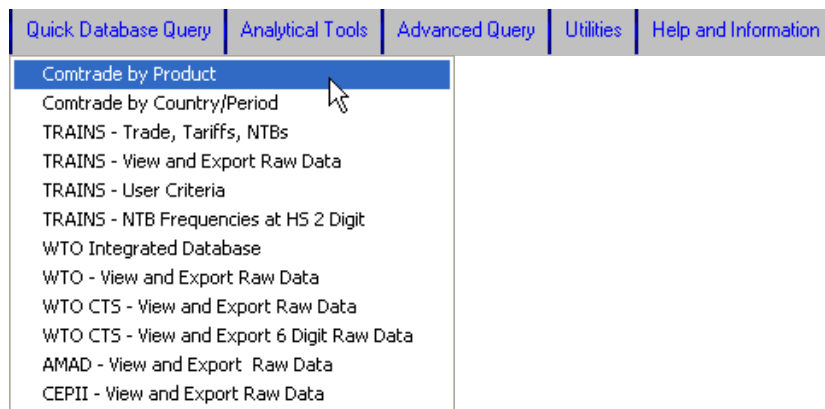 Quick Database Query Analytical Tools Advanced Query Utilities Help and Information
Comtrade by Product
Comtrade by Country/Period
TRAINS - Trade, Tariffs, NTBs
TRAINS - View and Export Raw Data
TRAINS - User Criteria
TRAINS - NTB Frequencies at HS 2 Digit
WTO Integrated Database
WTO - View and Export Raw Data
WTO CTS - View and Export Raw Data
WTO CTS - View and Export 6 Digit Raw Data
AMAD - View and Export  Raw Data
CEPII - View and Export Raw Data